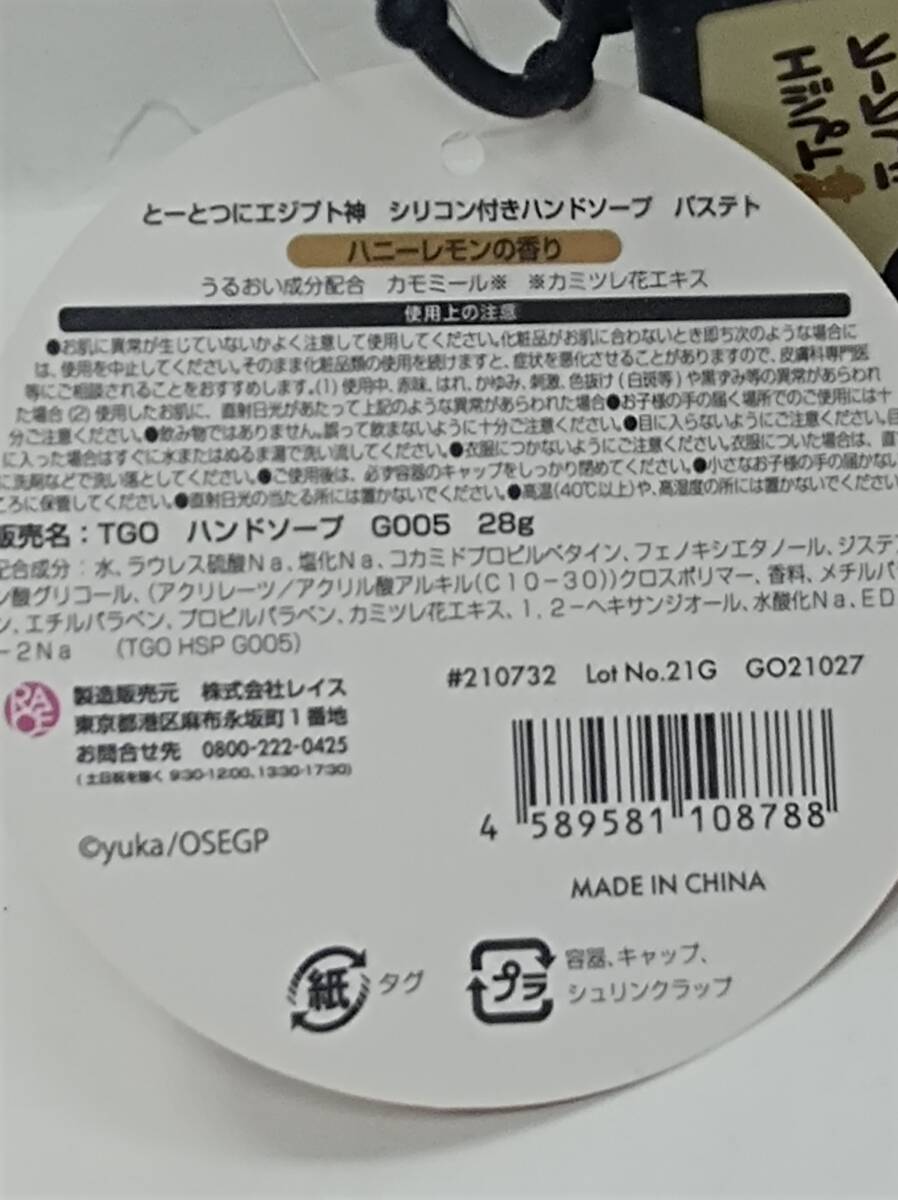 とーとつにエジプト神　シリコン付きハンドソープ　バステト
ハニーレモンの香り
うるおい成分配合　カモミール※　※カミツレ花エキス
使用上の注意
●お肌に異常が生じていないかよく注意して使用してください。化粧品がお肌に合わないとき即ち次のような場合に
は、使用を中止してください。そのまま化粧品類の使用を続けますと、症状を悪化させることがありますので、皮膚科専門医
等にご相談されることをおすすめします。(1)使用中、赤味、はれ、かゆみ、刺激、色抜け(白斑等)や黒ずみ等の異常があらわれ
た場合(2)使用したお肌に、直射日光があたって上記のような異常があらわれた場合●お子様の手の届く場所でのご使用には十
分ご注意ください。●飲み物ではありません。誤って飲まないように十分ご注意ください。●目に入らないようにご注意ください。目
に入った場合はすぐに水またはぬるま湯で洗い流してください。●衣服につかないようにご注意ください。衣服についた場合は、直
に洗剤などで洗い落としてください。●ご使用後は、必ず容器のキャップをしっかり閉めてください。●小さなお子様の手の届かない
ころに保管してください。●直射日光の当たる所には置かないでください。●高温(40℃以上)や、高湿度の所には置かないでください。
販売名：TGO　ハンドソープ　G005　28g
配合成分：水、ラウレス硫酸Na、塩化Na、コカミドプロピルベタイン、フェノキシエタノール、ジステア
ン酸グリコール、(アクリレーツ／アクリル酸アルキル(C10－30))クロスポリマー、香料、メチルパラ
ン、エチルパラベン、プロピルパラベン、カミツレ花エキス、1，2－ヘキサンジオール、水酸化Na、ED
－2Na　(TGO HSP G005)
RACE
製造販売元　株式会社レイス
東京都港区麻布永坂町1番地
お問合せ先　0800-222-0425
(土日祝を除く 9:30-12:00、13:30-17:30)
#210732　Lot No.21G　GO21027
4 589581 108788
©yuka/OSEGP
MADE IN CHINA
紙 タグ
プラ 容器、キャップ、
シュリンクラップ